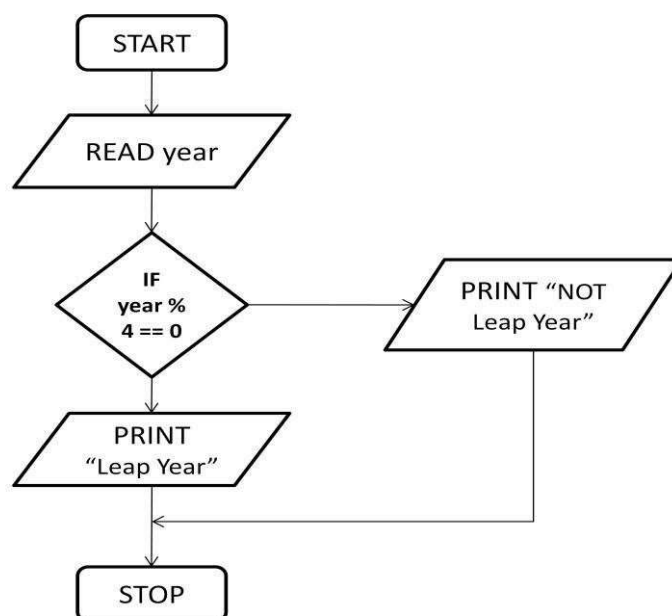 START
READ year
IF
year %
4 == 0
PRINT “NOT
Leap Year”
PRINT
“Leap Year”
STOP